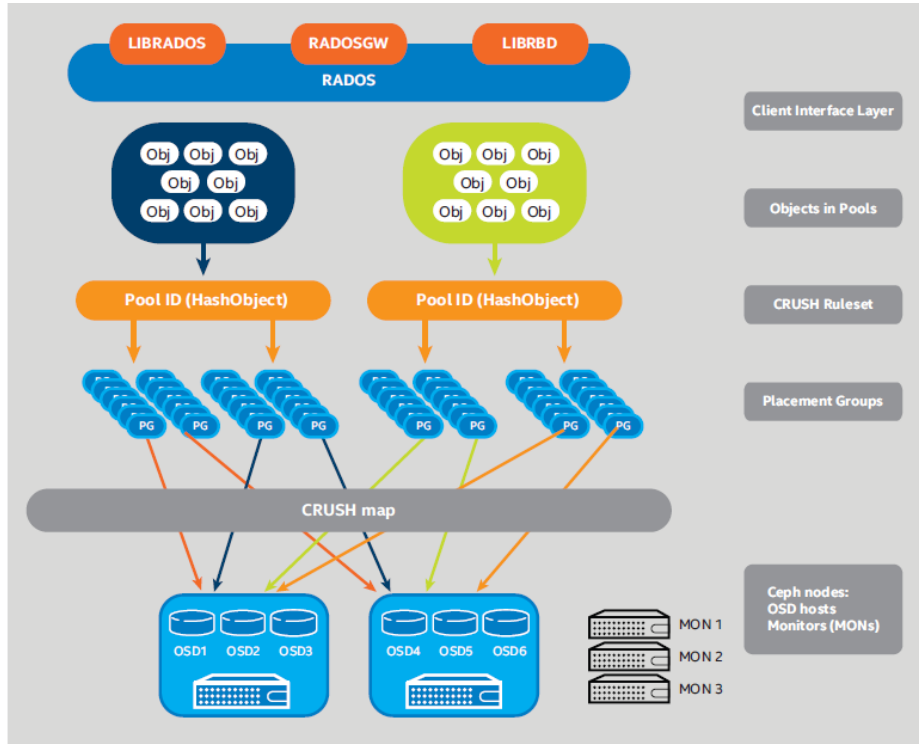 LIBRADOS
RADOSGW
LIBRBD
RADOS
Client Interface Layer
Obj Obj Obj
Obj Obj
Obj Obj Obj
Obj Obj Obj
Obj Obj
Obj Obj Obj
Objects in Pools
Pool ID (HashObject)
Pool ID (HashObject)
CRUSH Ruleset
PG
PG
PG
PG
PG
PG
PG
PG
Placement Groups
CRUSH map
Ceph nodes:
OSD hosts
Monitors (MONs)
OSD1 OSD2 OSD3
OSD4 OSD5 OSD6
MON 1
MON 2
MON 3